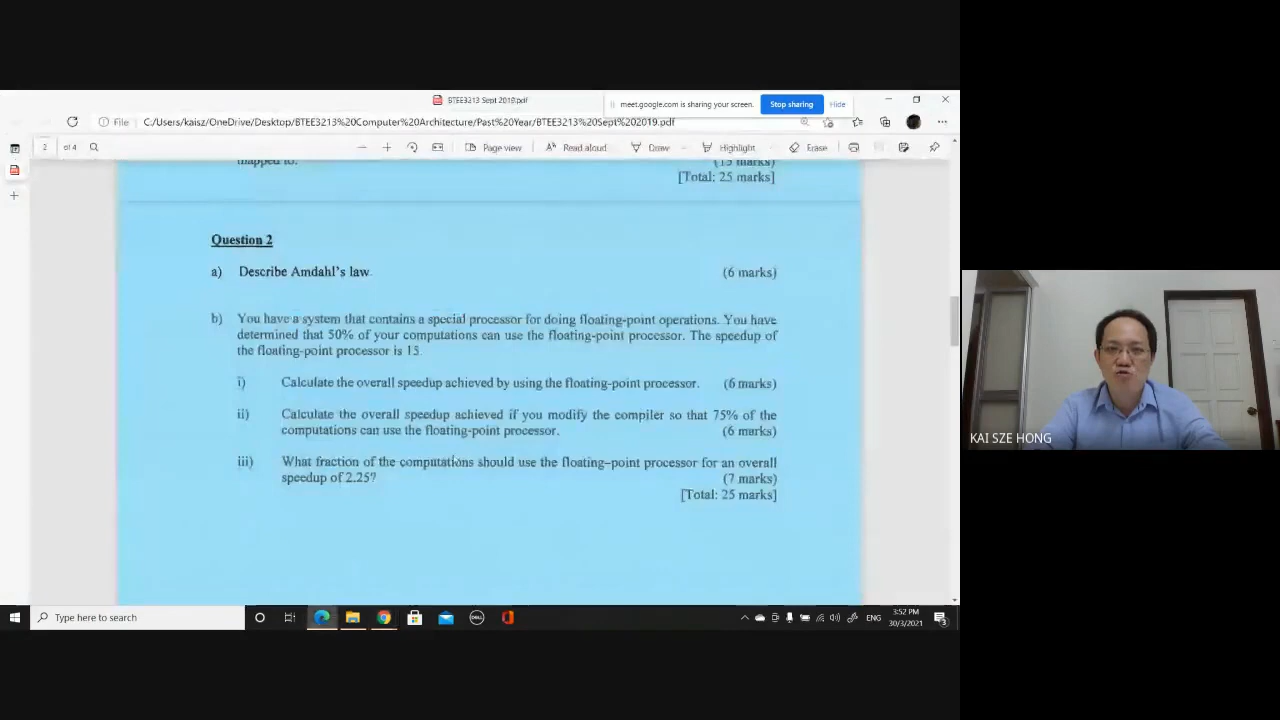 BTEE3213 Sept 2019.pdf
meet.google.com is sharing your screen.
Stop sharing
Hide
File
C:/Users/kaisz/OneDrive/Desktop/BTEE3213%20Computer%20Architecture/Past%20Year/BTEE3213%20Sept%202019.pdf
2 of 4
Page view
Read aloud
Draw
Highlight
Erase
mapped to. (15 marks)
[Total: 25 marks]
Question 2
a) Describe Amdahl's law. (6 marks)
b) You have a system that contains a special processor for doing floating-point operations. You have
determined that 50% of your computations can use the floating-point processor. The speedup of
the floating-point processor is 15.
i) Calculate the overall speedup achieved by using the floating-point processor. (6 marks)
ii) Calculate the overall speedup achieved if you modify the compiler so that 75% of the
computations can use the floating-point processor. (6 marks)
iii) What fraction of the computations should use the floating-point processor for an overall
speedup of 2.25? (7 marks)
[Total: 25 marks]
KAI SZE HONG
Type here to search
DELL
ENG
3:52 PM
30/3/2021
3